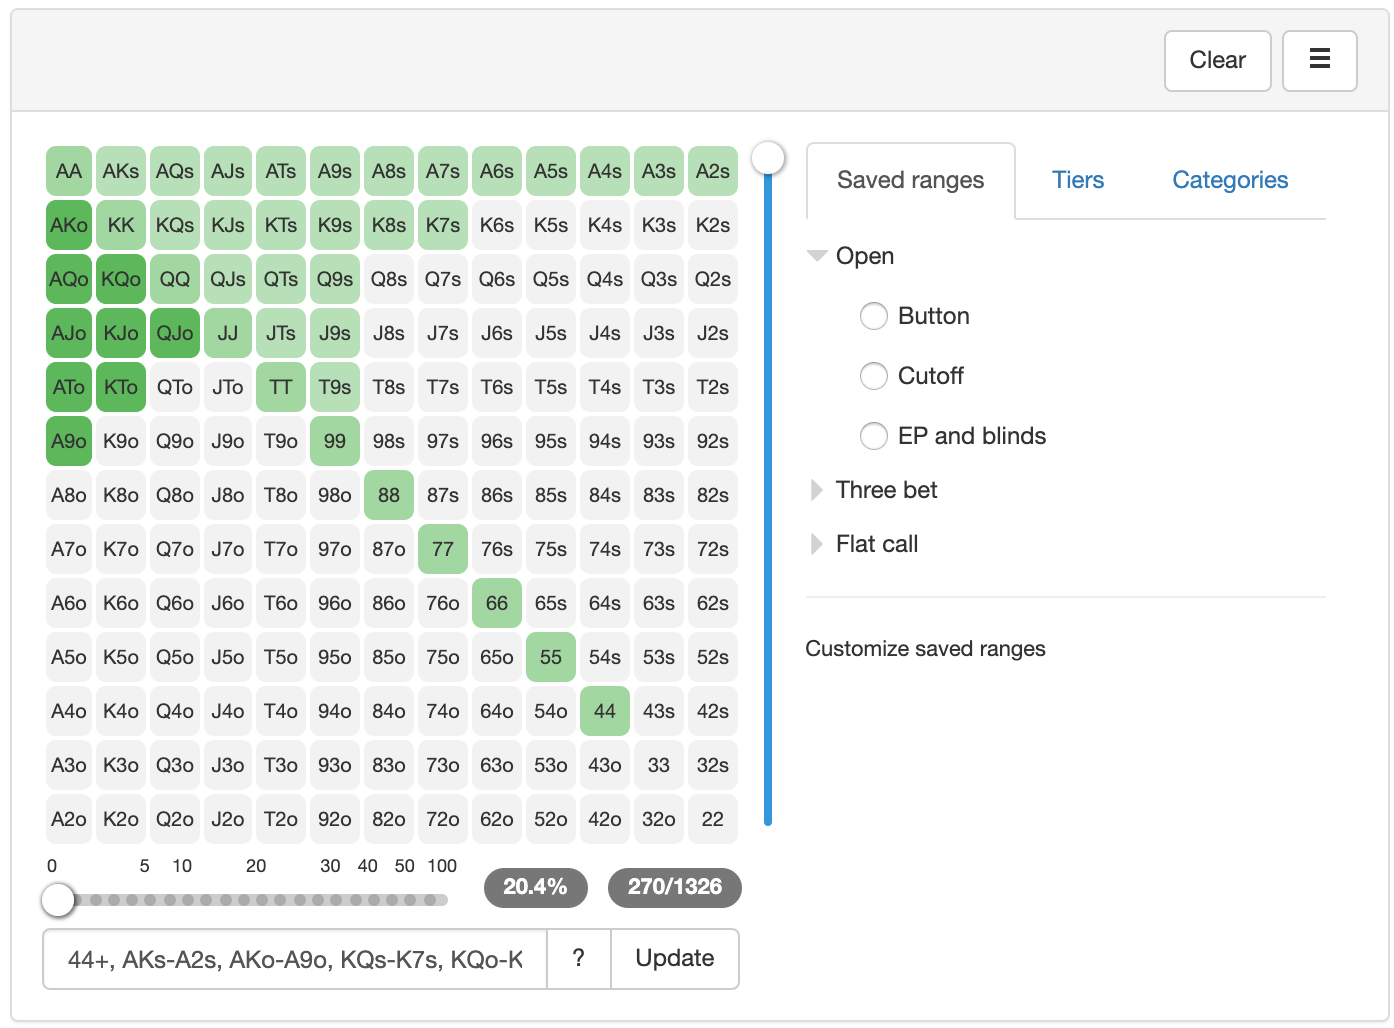 Clear
AA AKs AQs AJs ATs A9s A8s A7s A6s A5s A4s A3s A2s
AKo KK KQs KJs KTs K9s K8s K7s K6s K5s K4s K3s K2s
AQo KQo QQ QJs QTs Q9s Q8s Q7s Q6s Q5s Q4s Q3s Q2s
AJo KJo QJo JJ JTs J9s J8s J7s J6s J5s J4s J3s J2s
ATo KTo QTo JTo TT T9s T8s T7s T6s T5s T4s T3s T2s
A9o K9o Q9o J9o T9o 99 98s 97s 96s 95s 94s 93s 92s
A8o K8o Q8o J8o T8o 98o 88 87s 86s 85s 84s 83s 82s
A7o K7o Q7o J7o T7o 97o 87o 77 76s 75s 74s 73s 72s
A6o K6o Q6o J6o T6o 96o 86o 76o 66 65s 64s 63s 62s
A5o K5o Q5o J5o T5o 95o 85o 75o 65o 55 54s 53s 52s
A4o K4o Q4o J4o T4o 94o 84o 74o 64o 54o 44 43s 42s
A3o K3o Q3o J3o T3o 93o 83o 73o 63o 53o 43o 33 32s
A2o K2o Q2o J2o T2o 92o 82o 72o 62o 52o 42o 32o 22
0 5 10 20 30 40 50 100
20.4% 270/1326
44+, AKs-A2s, AKo-A9o, KQs-K7s, KQo-K ? Update
Saved ranges Tiers Categories
Open
Button
Cutoff
EP and blinds
Three bet
Flat call
Customize saved ranges